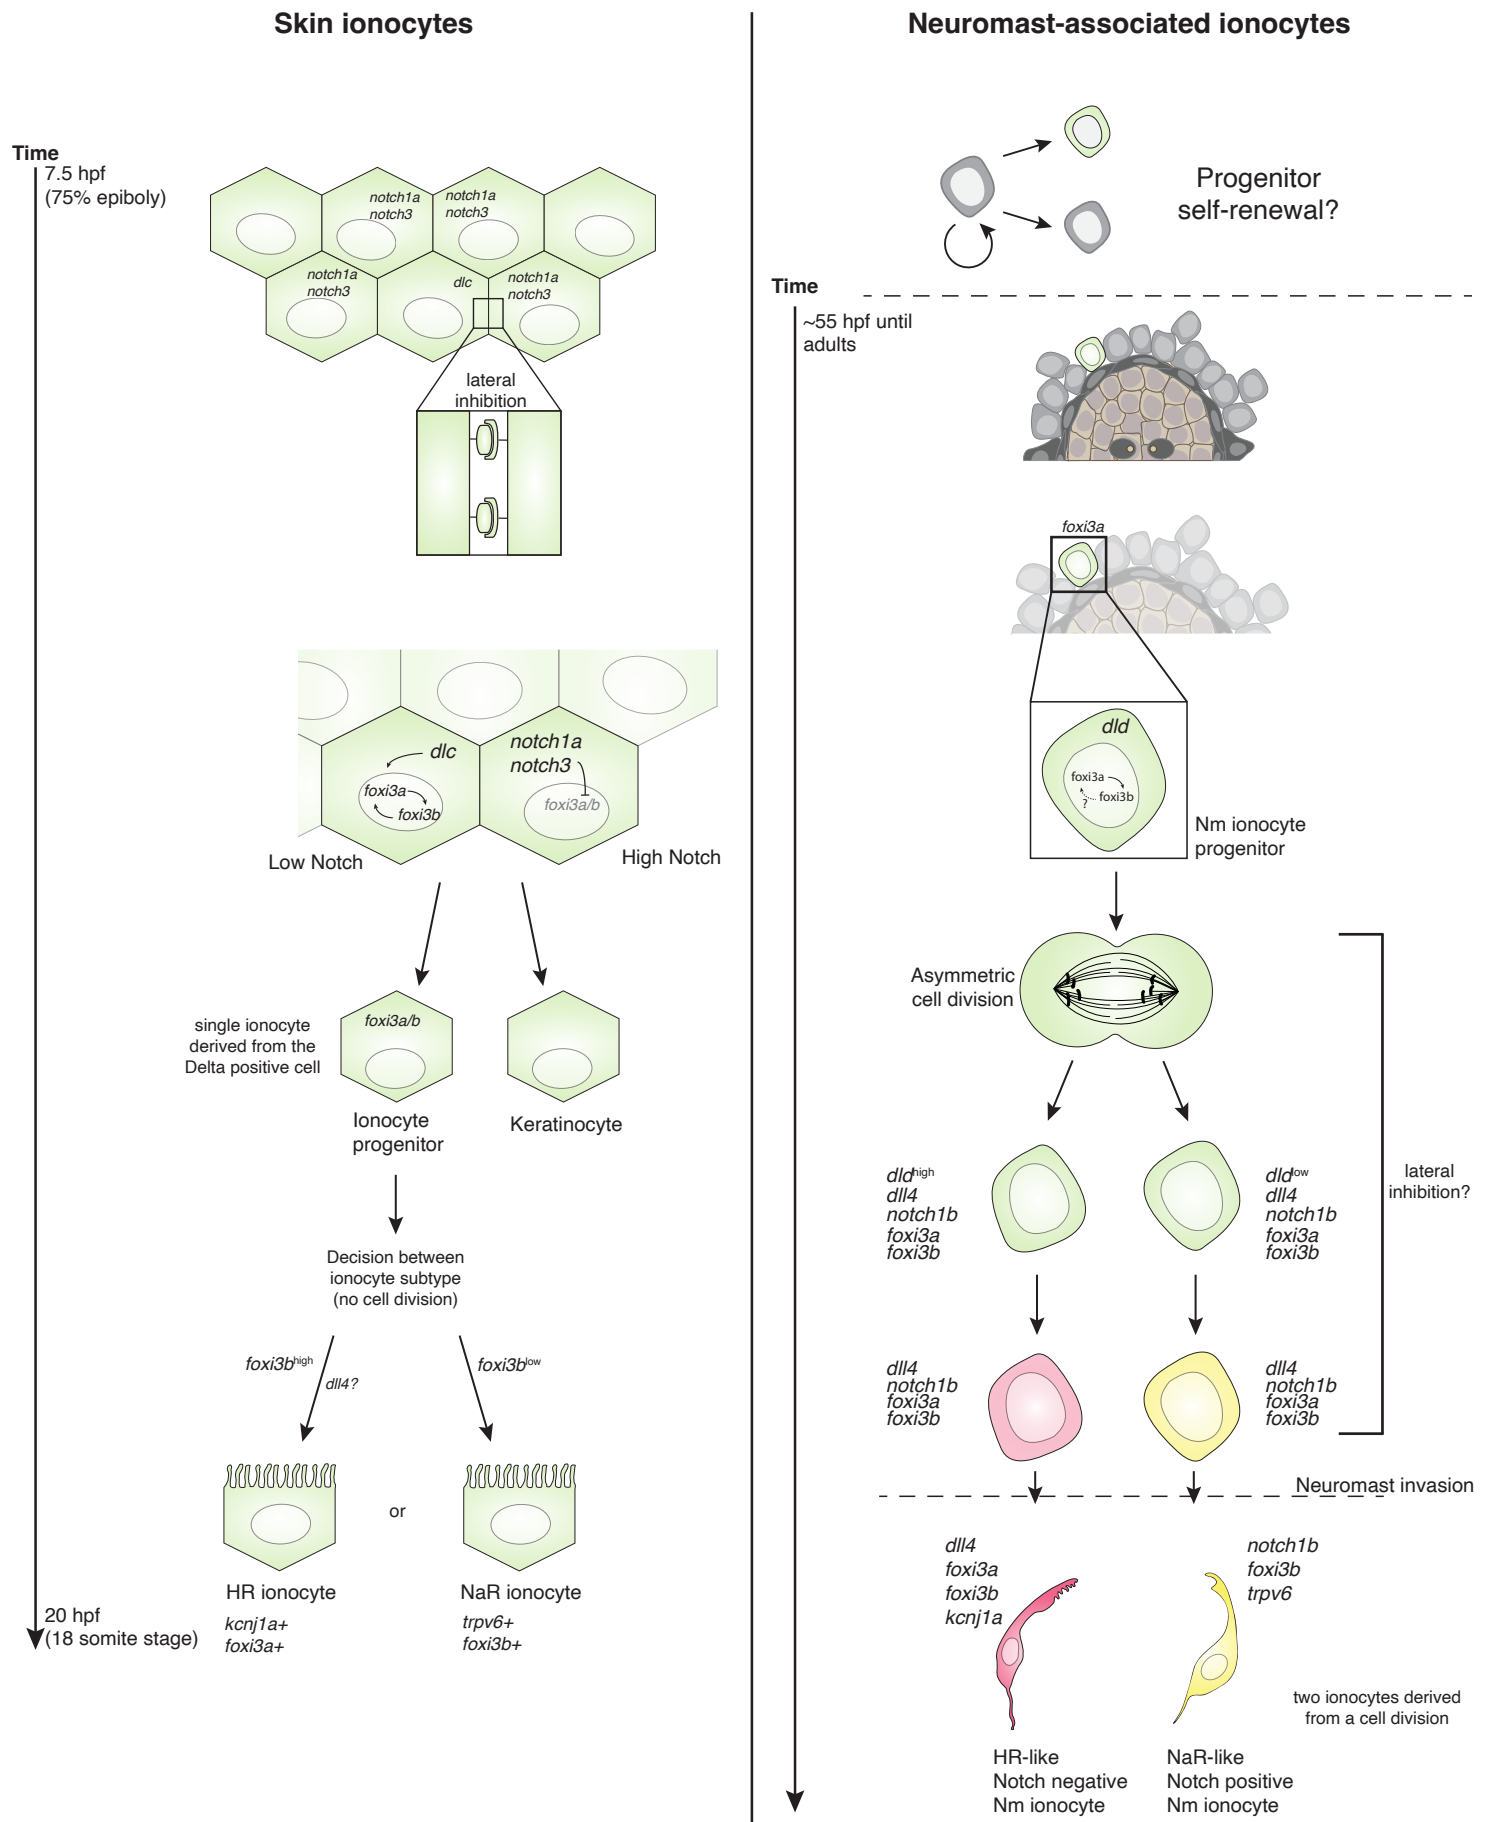 Skin ionocytes
Time
7.5 hpf
(75% epiboly)
notch1a
notch3
notch1a
notch3
notch1a
notch3
dlc
notch1a
notch3
lateral
inhibition
dlc
foxi3a
foxi3b
notch1a
notch3
foxi3a/b
Low Notch
High Notch
single ionocyte
derived from the
Delta positive cell
foxi3a/b
Ionocyte
progenitor
Keratinocyte
Decision between
ionocyte subtype
(no cell division)
foxi3bhigh
dll4?
foxi3blow
or
HR ionocyte
kcnj1a+
foxi3a+
NaR ionocyte
trpv6+
foxi3b+
20 hpf
(18 somite stage)
Neuromast-associated ionocytes
Progenitor
self-renewal?
Time
~55 hpf until
adults
foxi3a
dld
foxi3a
foxi3b
?
Nm ionocyte
progenitor
Asymmetric
cell division
dldhigh
dll4
notch1b
foxi3a
foxi3b
dldlow
dll4
notch1b
foxi3a
foxi3b
lateral
inhibition?
dll4
notch1b
foxi3a
foxi3b
dll4
notch1b
foxi3a
foxi3b
Neuromast invasion
dll4
foxi3a
foxi3b
kcnj1a
notch1b
foxi3b
trpv6
two ionocytes derived
from a cell division
HR-like
Notch negative
Nm ionocyte
NaR-like
Notch positive
Nm ionocyte